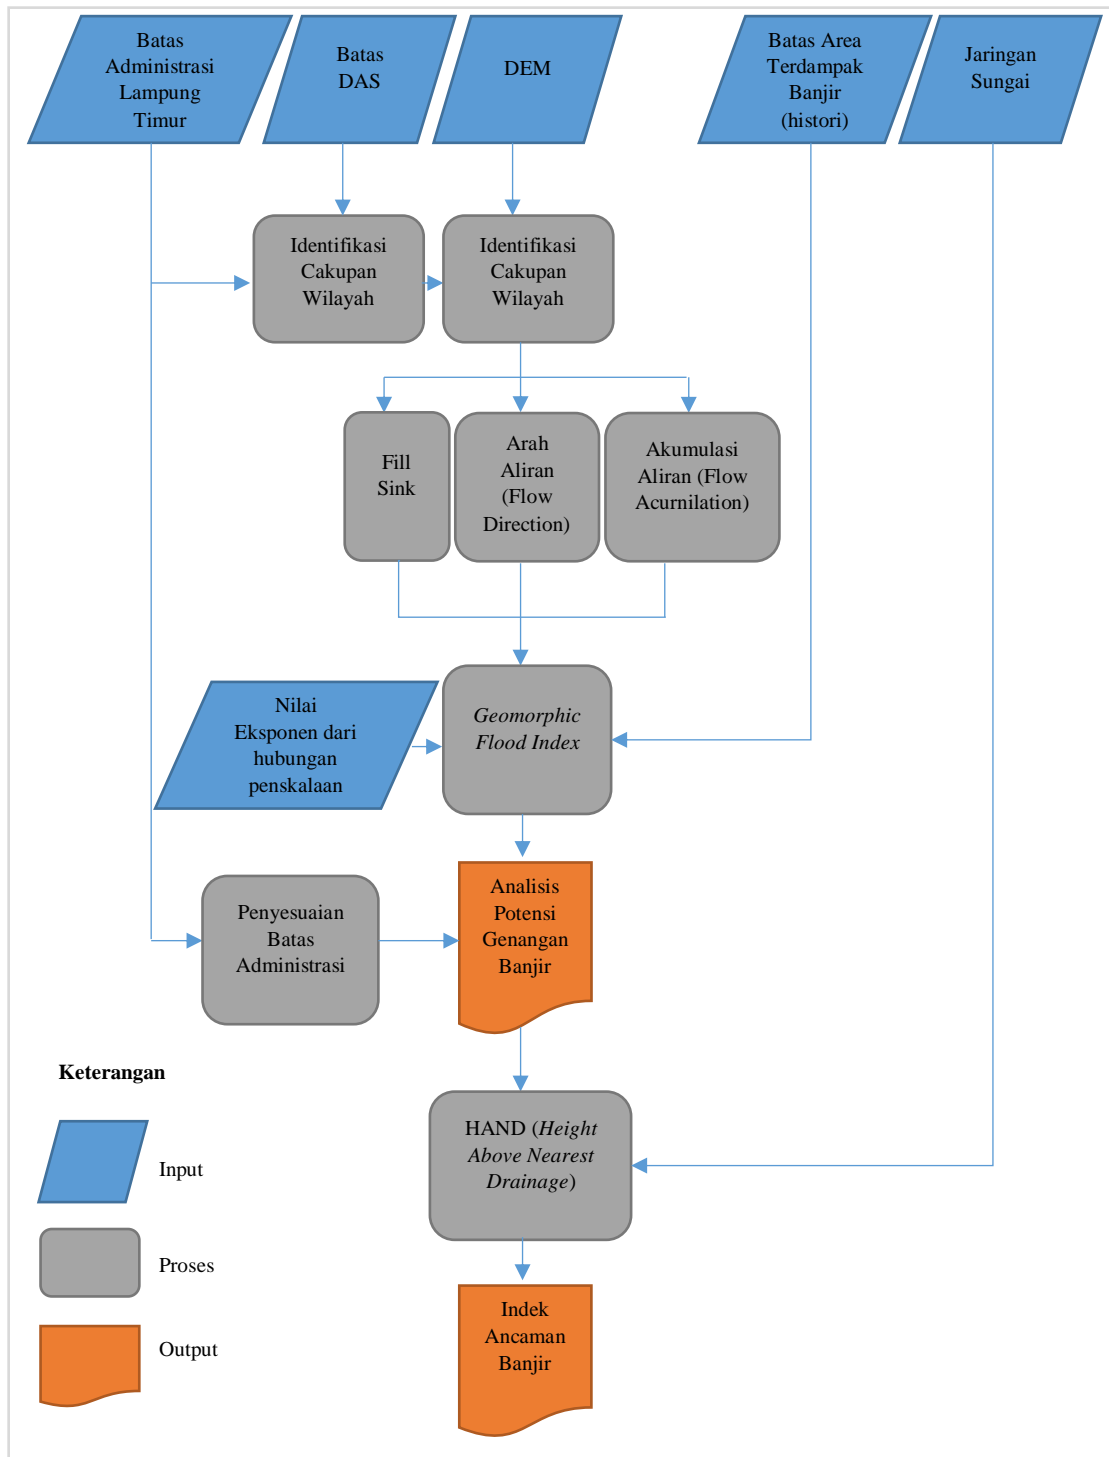 Batas
Administrasi
Lampung
Timur
Batas
DAS
DEM
Batas Area
Terdampak
Banjir
(histori)
Jaringan
Sungai
Identifikasi
Cakupan
Wilayah
Identifikasi
Cakupan
Wilayah
Fill
Sink
Arah
Aliran
(Flow
Direction)
Akumulasi
Aliran (Flow
Acurnilation)
Nilai
Eksponen dari
hubungan
penskalaan
Geomorphic
Flood Index
Penyesuaian
Batas
Administrasi
Analisis
Potensi
Genangan
Banjir
HAND (Height
Above Nearest
Drainage)
Indek
Ancaman
Banjir
Keterangan
Input
Proses
Output